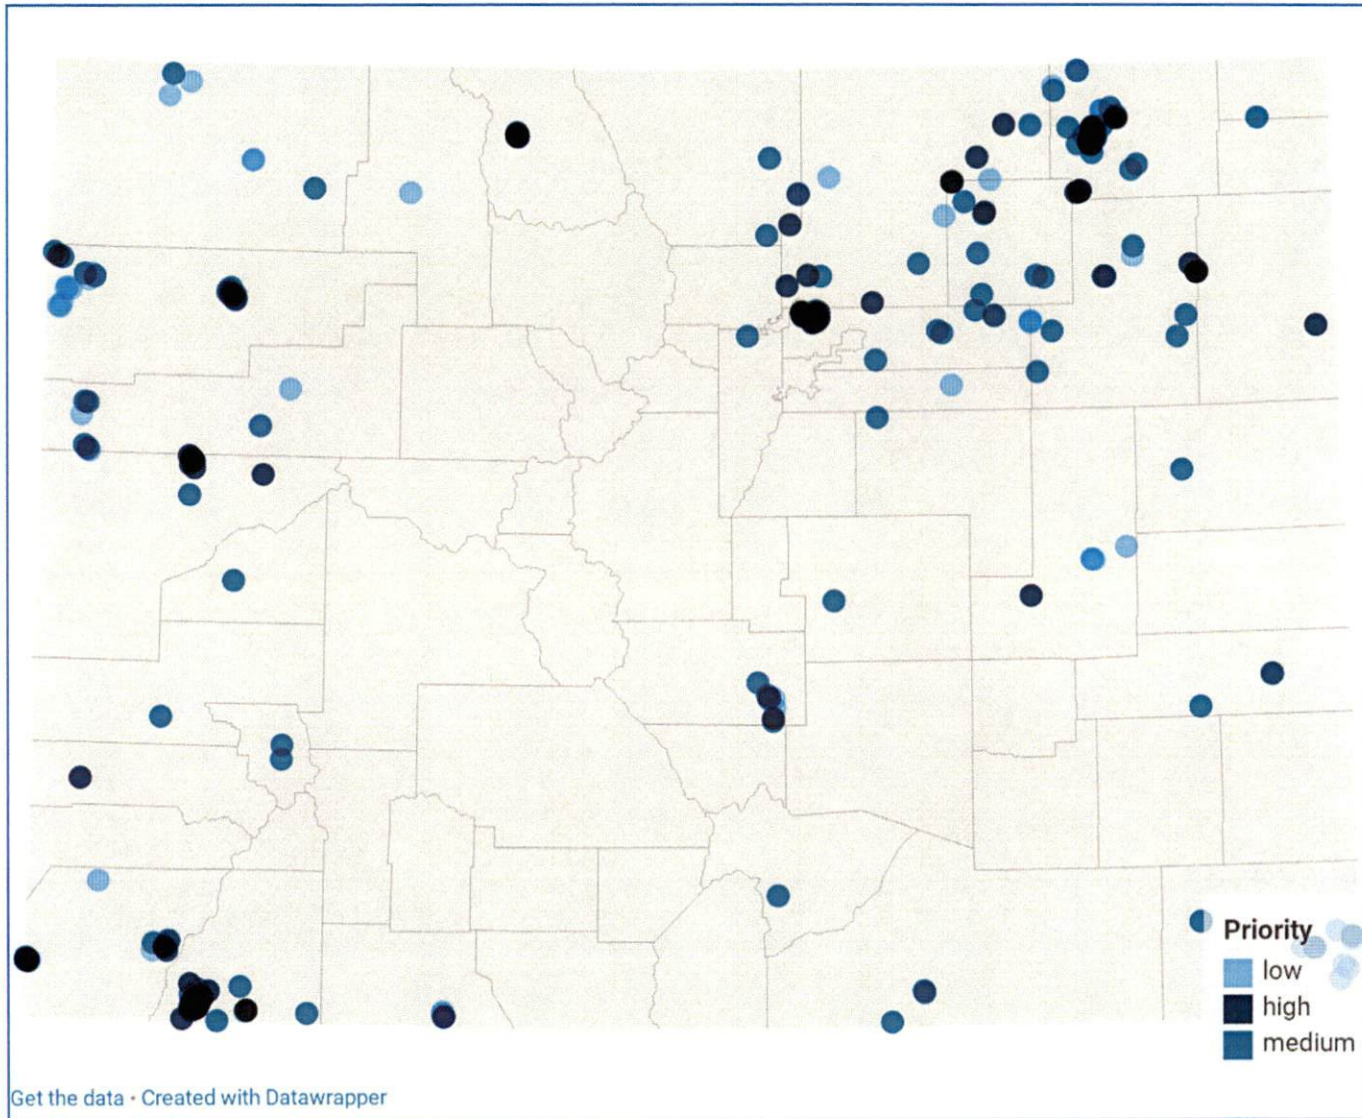 Priority
low
high
medium
Get the data • Created with Datawrapper